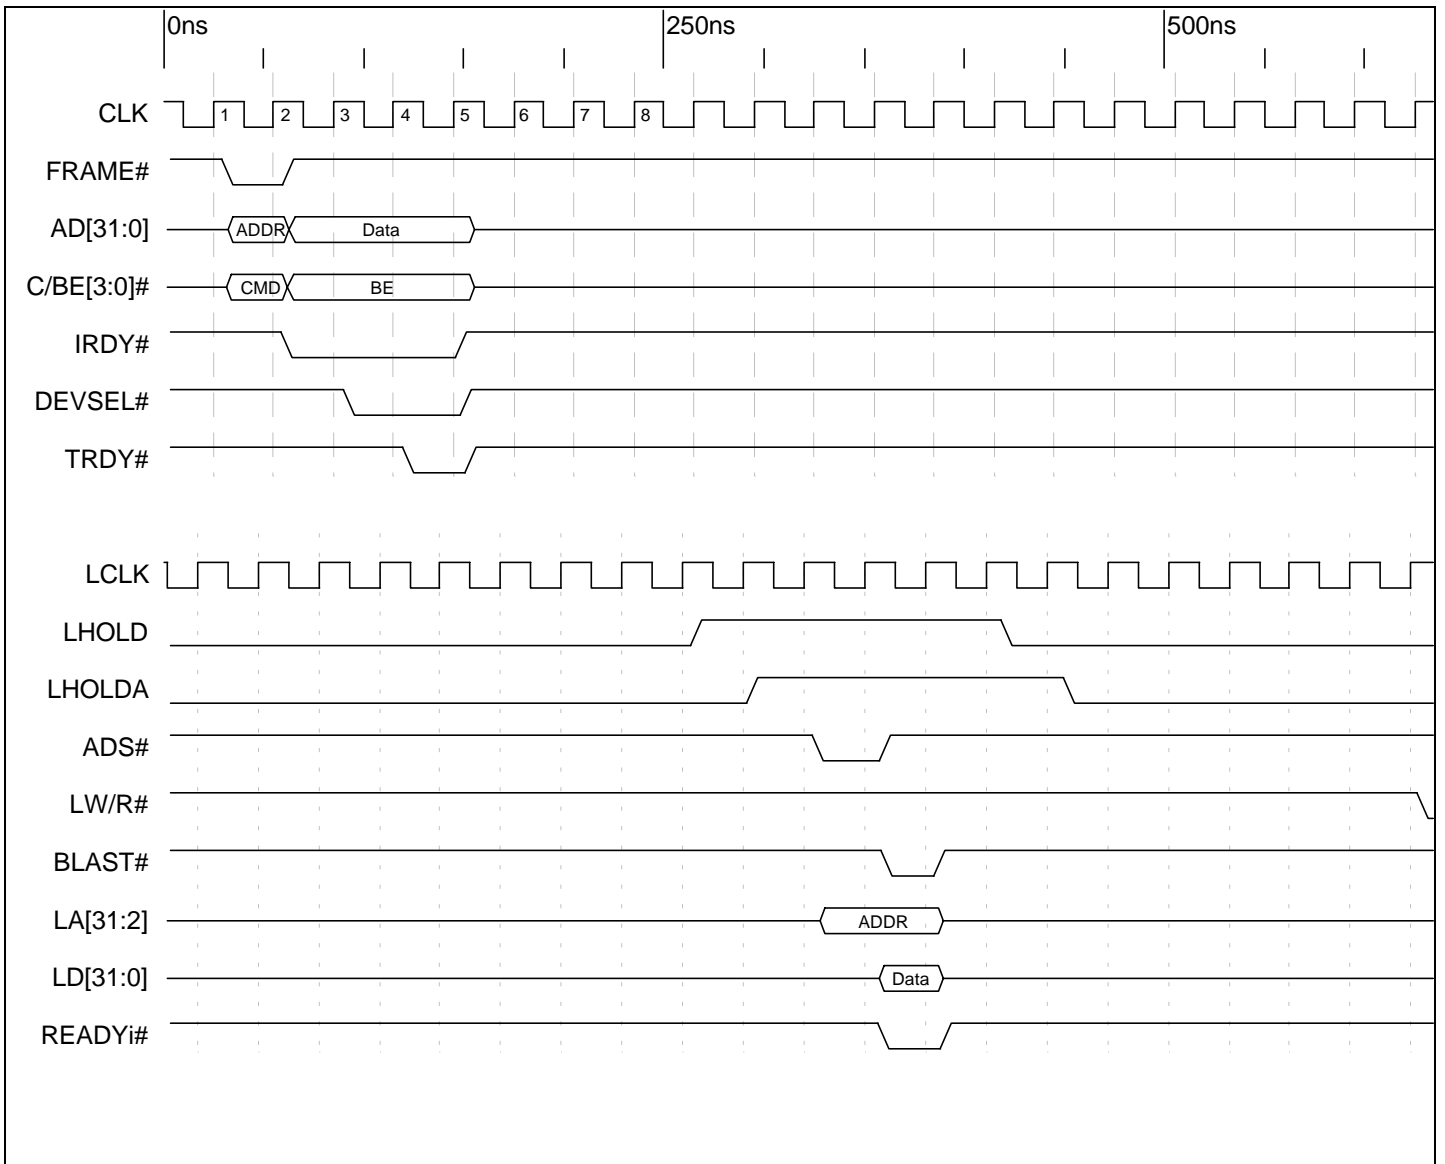 0ns 250ns 500ns
CLK 1 2 3 4 5 6 7 8
FRAME#
AD[31:0] ADDR Data
C/BE[3:0]# CMD BE
IRDY#
DEVSEL#
TRDY#
LCLK
LHOLD
LHOLDA
ADS#
LW/R#
BLAST#
LA[31:2] ADDR
LD[31:0] Data
READYi#